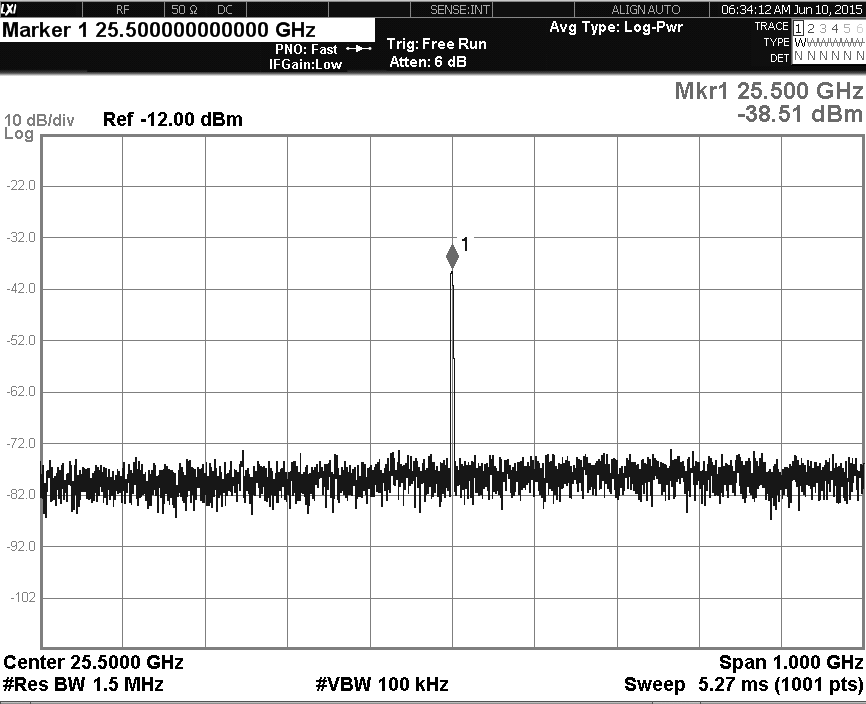 LXI RF 50 Ω DC SENSE:INT ALIGN AUTO 06:34:12 AM Jun 10, 2015
Marker 1 25.500000000000 GHz
PNO: Fast
IFGain:Low
Trig: Free Run
Atten: 6 dB
Avg Type: Log-Pwr
TRACE 1 2 3 4 5 6
TYPE
DET N N N N N N
Mkr1 25.500 GHz
-38.51 dBm
10 dB/div Ref -12.00 dBm
Log
-22.0
-32.0
1
-42.0
-52.0
-62.0
-72.0
-82.0
-92.0
-102
Center 25.5000 GHz Span 1.000 GHz
#Res BW 1.5 MHz #VBW 100 kHz Sweep 5.27 ms (1001 pts)